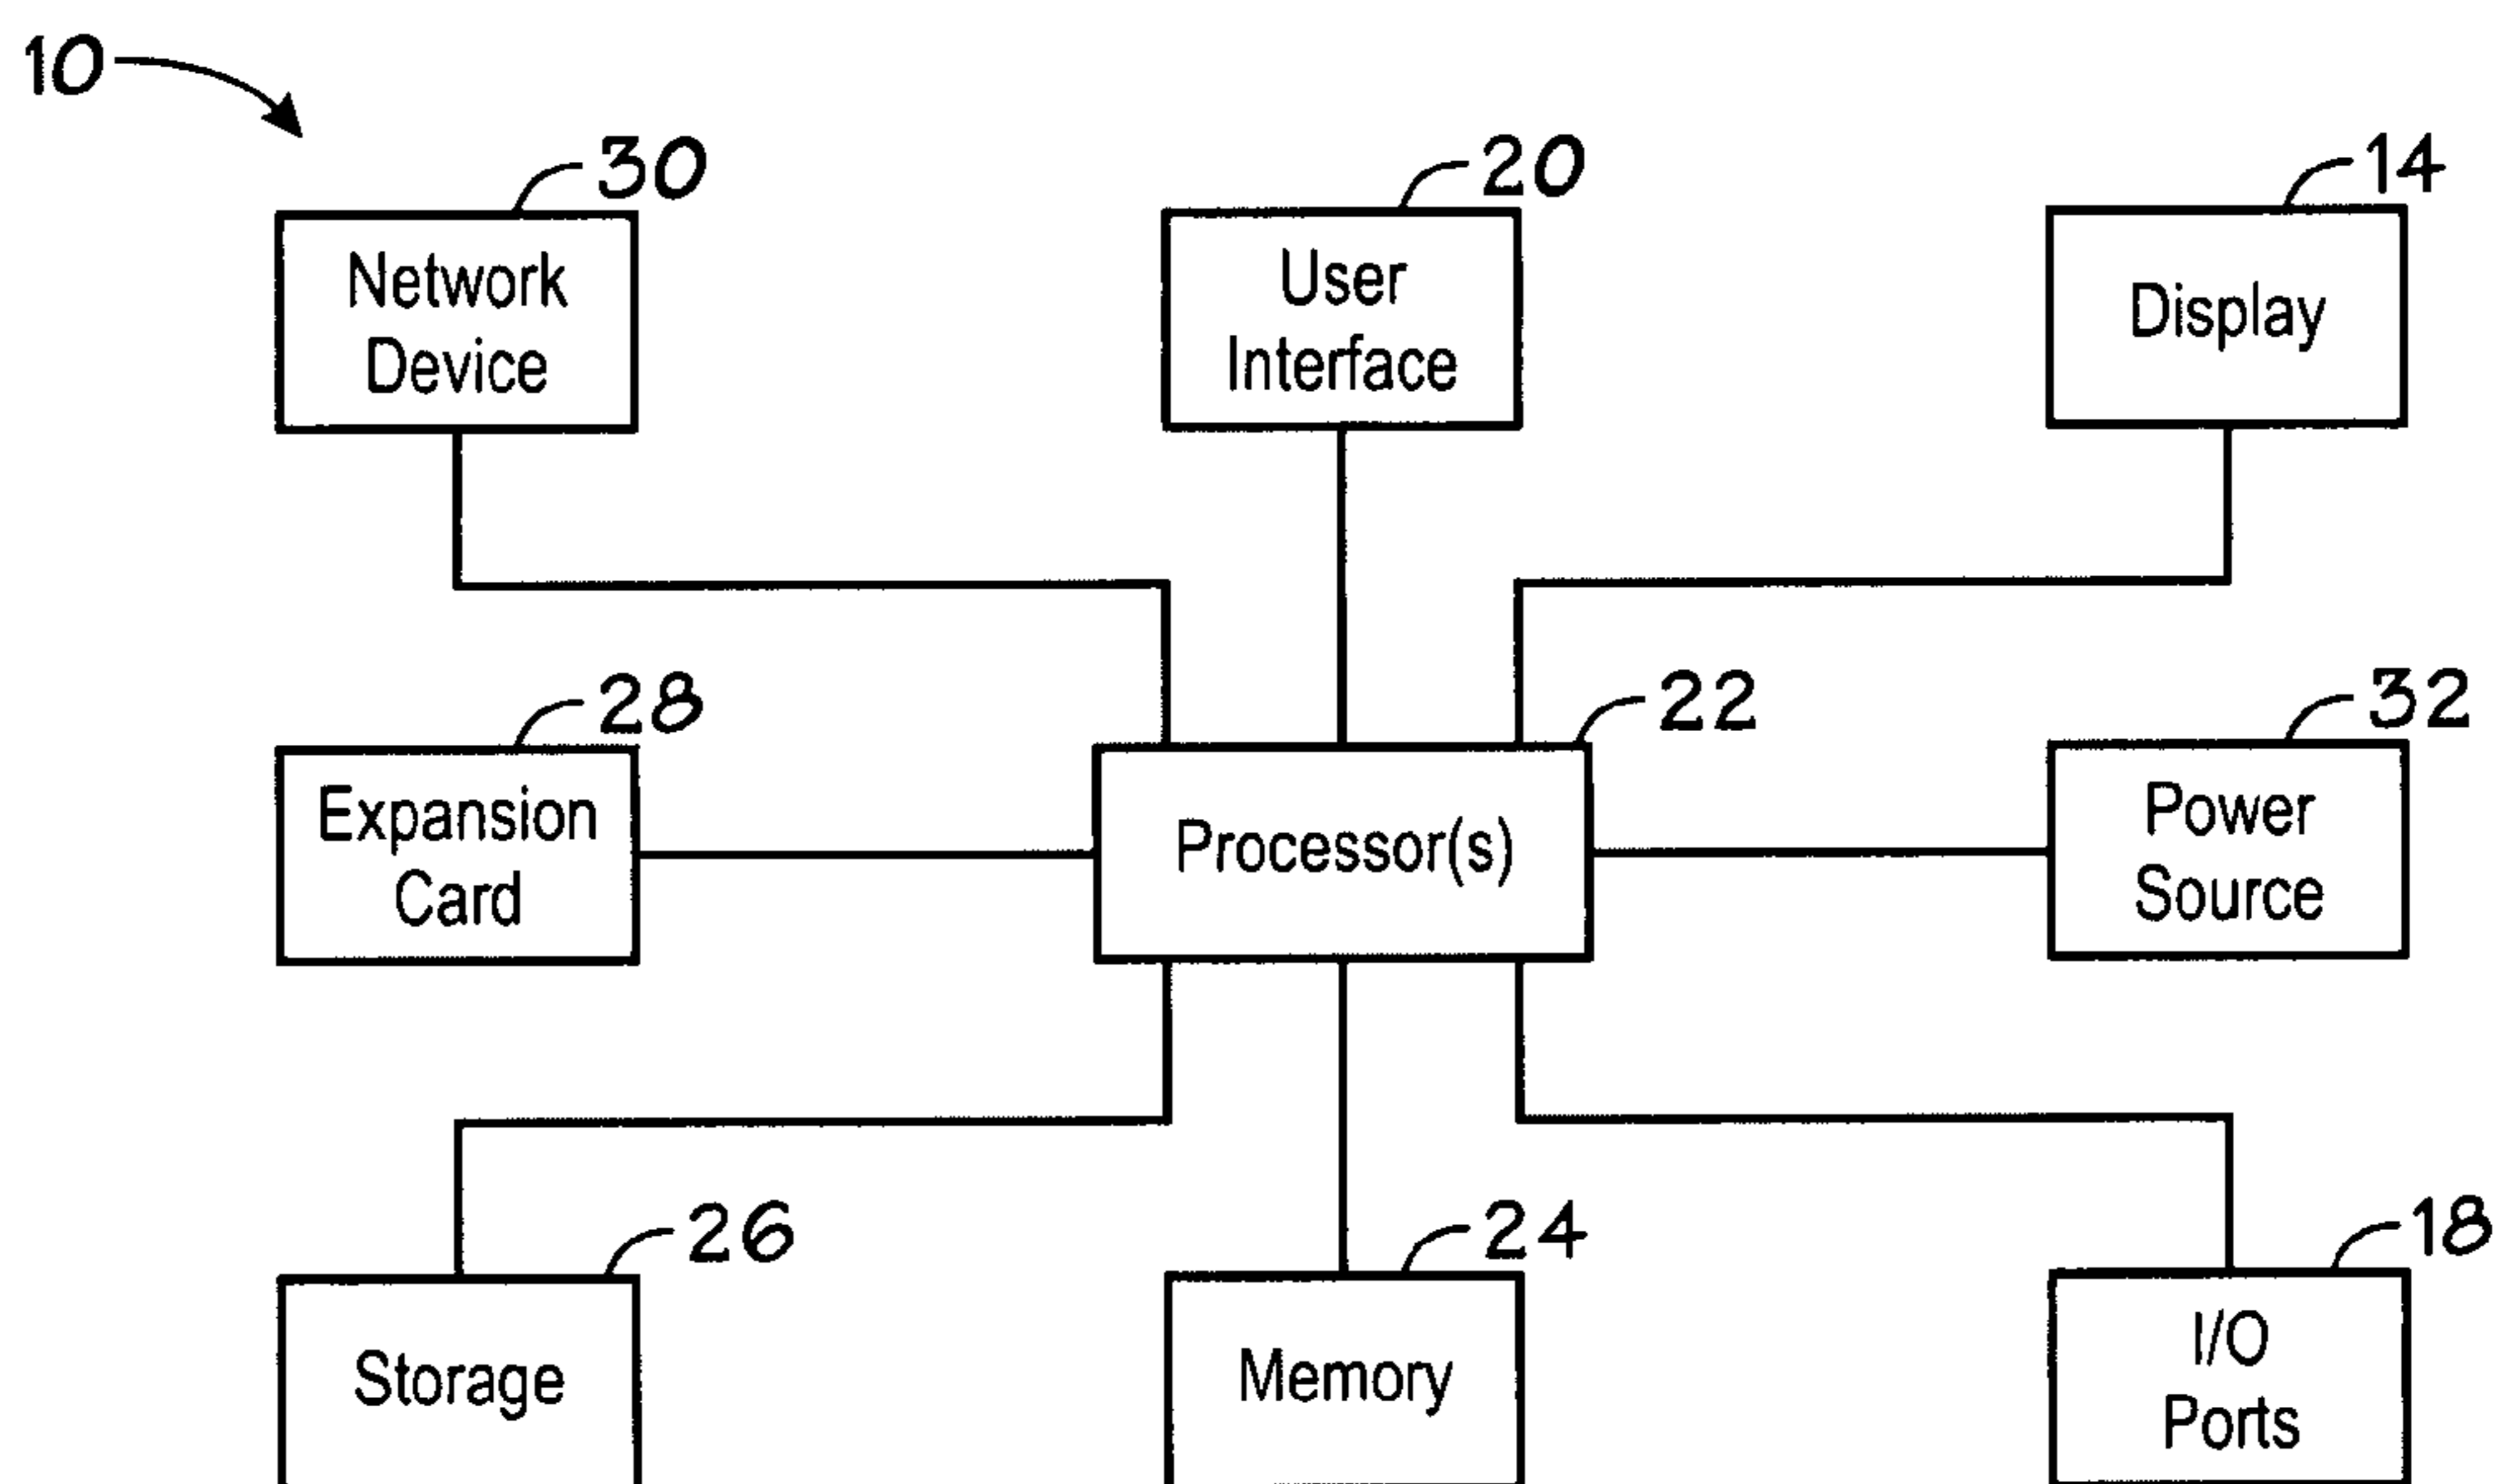 10
30
20
14
Network
Device
User
Interface
Display
28
22
32
Expansion
Card
Processor(s)
Power
Source
26
24
18
Storage
Memory
I/O
Ports